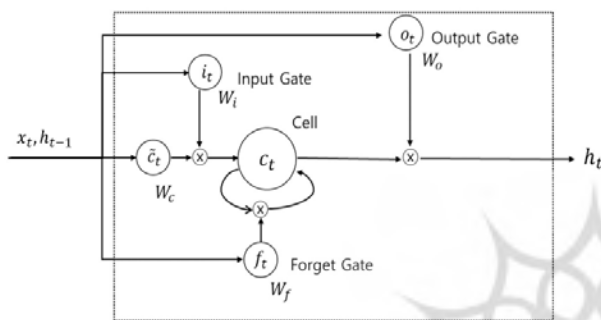 o_t Output Gate
W_o
i_t Input Gate
W_i
Cell
x_t, h_{t-1}
c̃_t x c_t x h_t
W_c
x
f_t Forget Gate
W_f